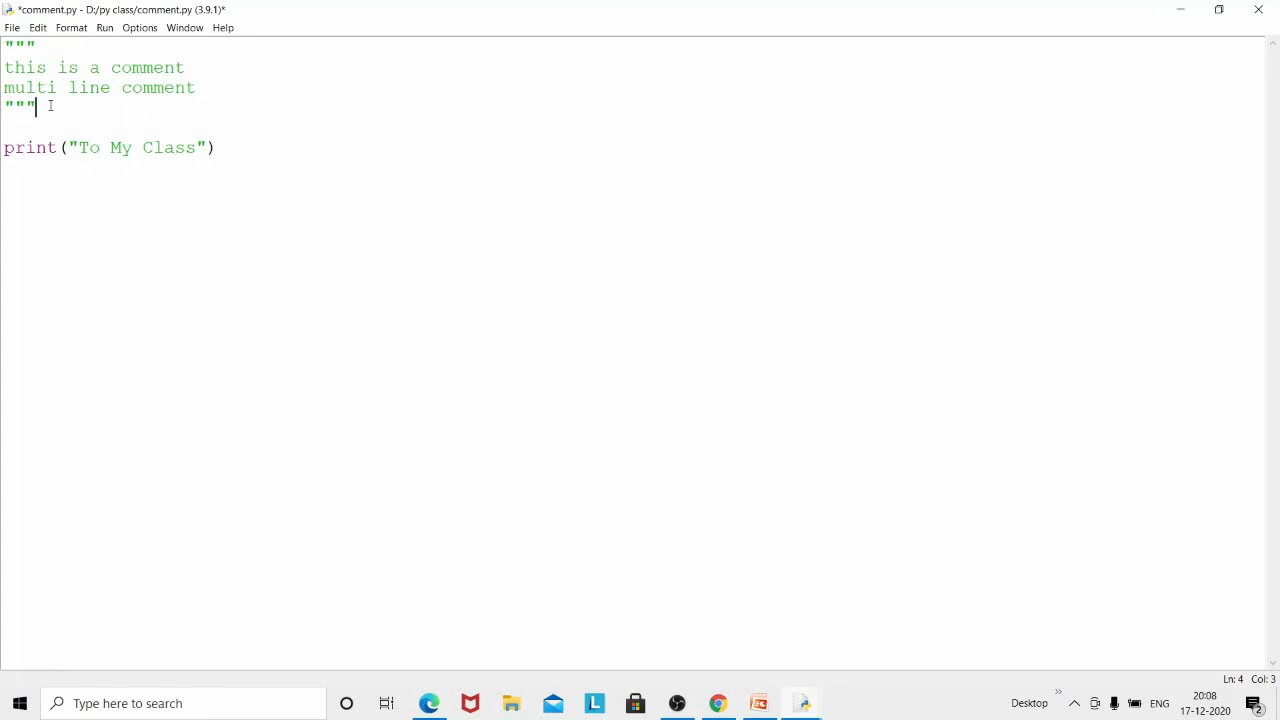 *comment.py - D:/py class/comment.py (3.9.1)*
File Edit Format Run Options Window Help
"""
this is a comment
multi line comment
"""
print("To My Class")
Ln: 4 Col: 3
Type here to search
L
Desktop
ENG
20:08
17-12-2020
2